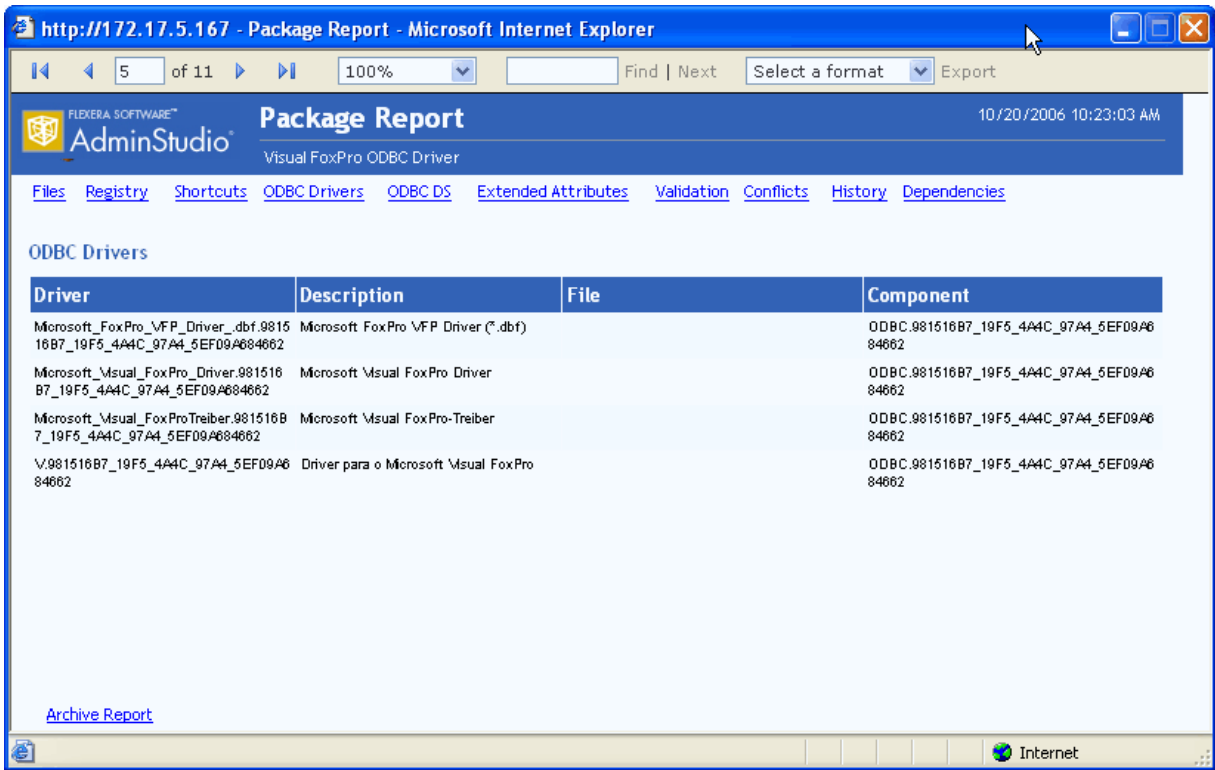 http://172.17.5.167 - Package Report - Microsoft Internet Explorer
5 of 11 100% Find | Next Select a format Export
FLEXERA SOFTWARE™
AdminStudio®
Package Report
10/20/2006 10:23:03 AM
Visual FoxPro ODBC Driver
Files Registry Shortcuts ODBC Drivers ODBC DS Extended Attributes Validation Conflicts History Dependencies
ODBC Drivers
Driver Description File Component
Microsoft_FoxPro_VFP_Driver_.dbf.9815 Microsoft FoxPro VFP Driver (*.dbf) ODBC.981516B7_19F5_4A4C_97A4_5EF09A6
16B7_19F5_4A4C_97A4_5EF09A684662 84662
Microsoft_Visual_FoxPro_Driver.981516 Microsoft Visual FoxPro Driver ODBC.981516B7_19F5_4A4C_97A4_5EF09A6
B7_19F5_4A4C_97A4_5EF09A684662 84662
Microsoft_Visual_FoxProTreiber.981516B Microsoft Visual FoxPro-Treiber ODBC.981516B7_19F5_4A4C_97A4_5EF09A6
7_19F5_4A4C_97A4_5EF09A684662 84662
V.981516B7_19F5_4A4C_97A4_5EF09A6 Driver para o Microsoft Visual FoxPro ODBC.981516B7_19F5_4A4C_97A4_5EF09A6
84662 84662
Archive Report
Internet